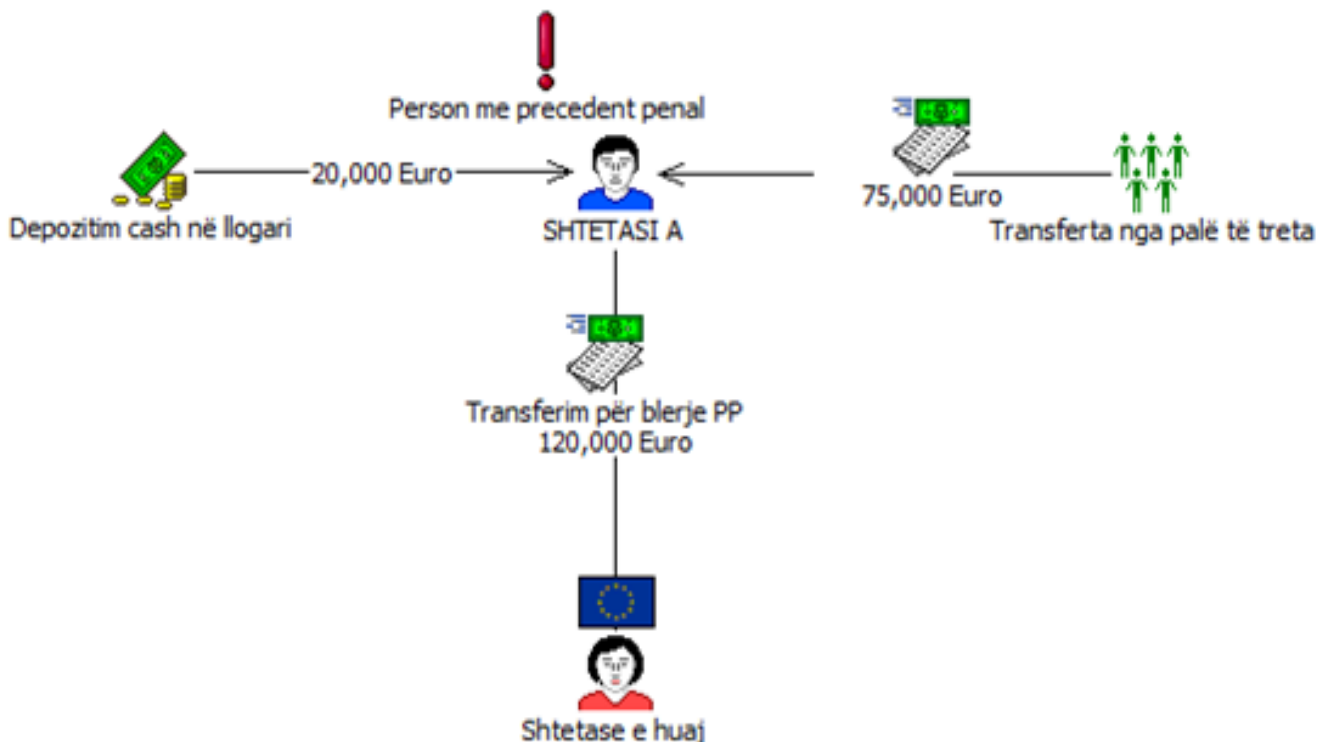 Person me precedent penal
20,000 Euro
Depozitim cash në llogari
SHTETASI A
75,000 Euro
Transferta nga palë të treta
Transferim për blerje PP
120,000 Euro
Shtetase e huaj